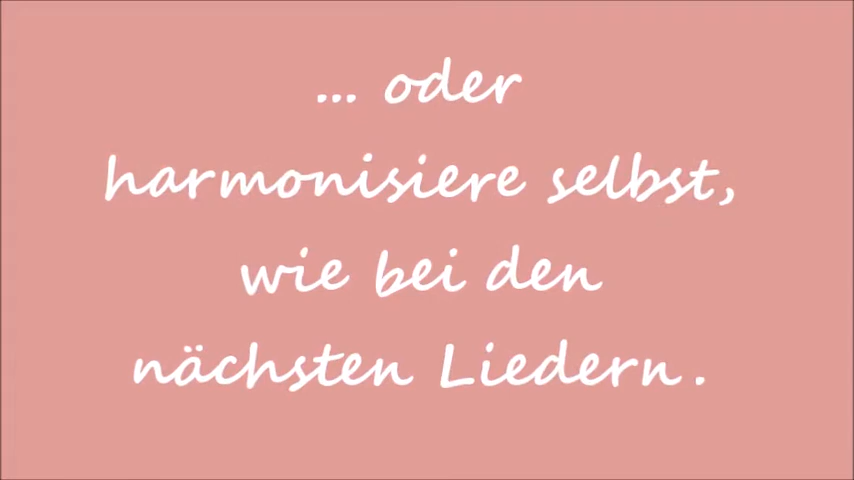 ... oder
harmonisiere selbst,
wie bei den
nächsten Liedern.